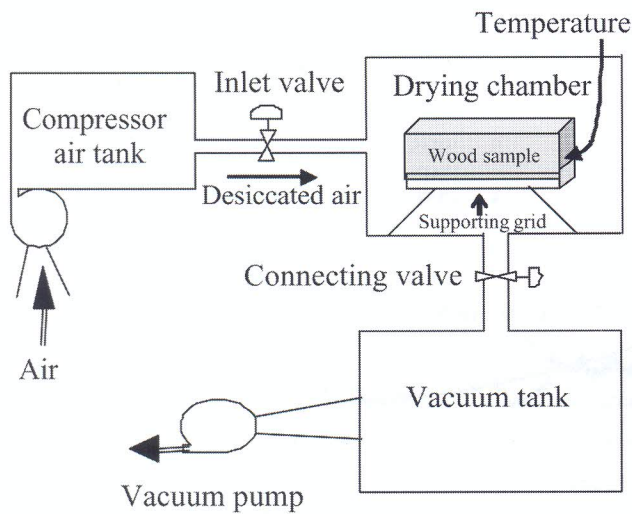 Temperature
Inlet valve
Drying chamber
Compressor
air tank
Wood sample
Desiccated air
Supporting grid
Connecting valve
Air
Vacuum tank
Vacuum pump